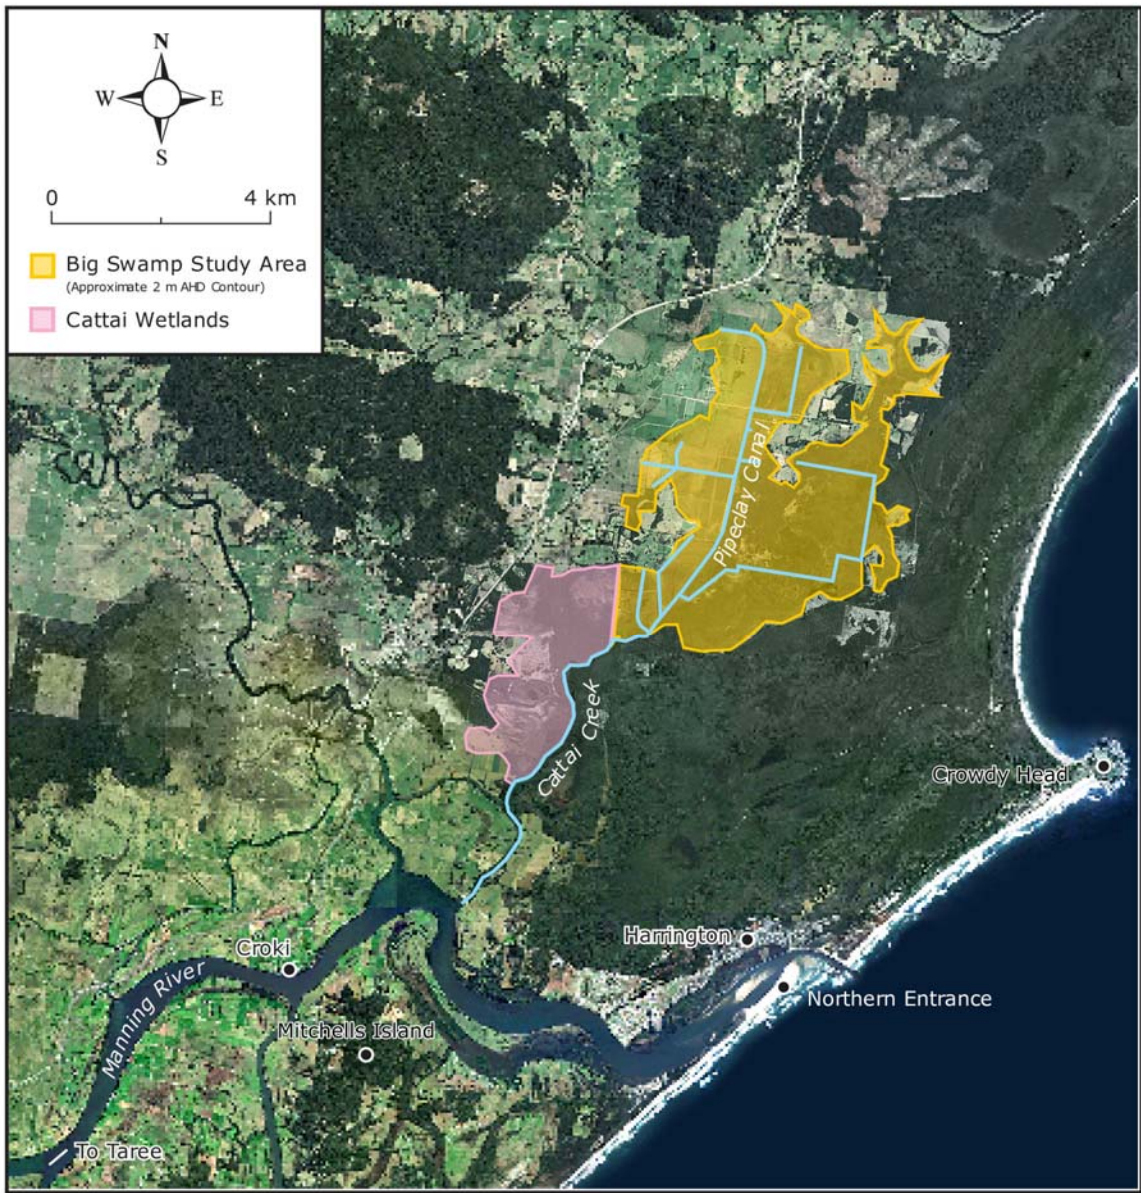 N
W E
S
0 4 km
Big Swamp Study Area
(Approximate 2 m AHD Contour)
Cattai Wetlands
Pipeclay Canal
Cattai Creek
Crowdy Head
Harrington
Northern Entrance
Croki
Manning River
Mitchells Island
To Taree